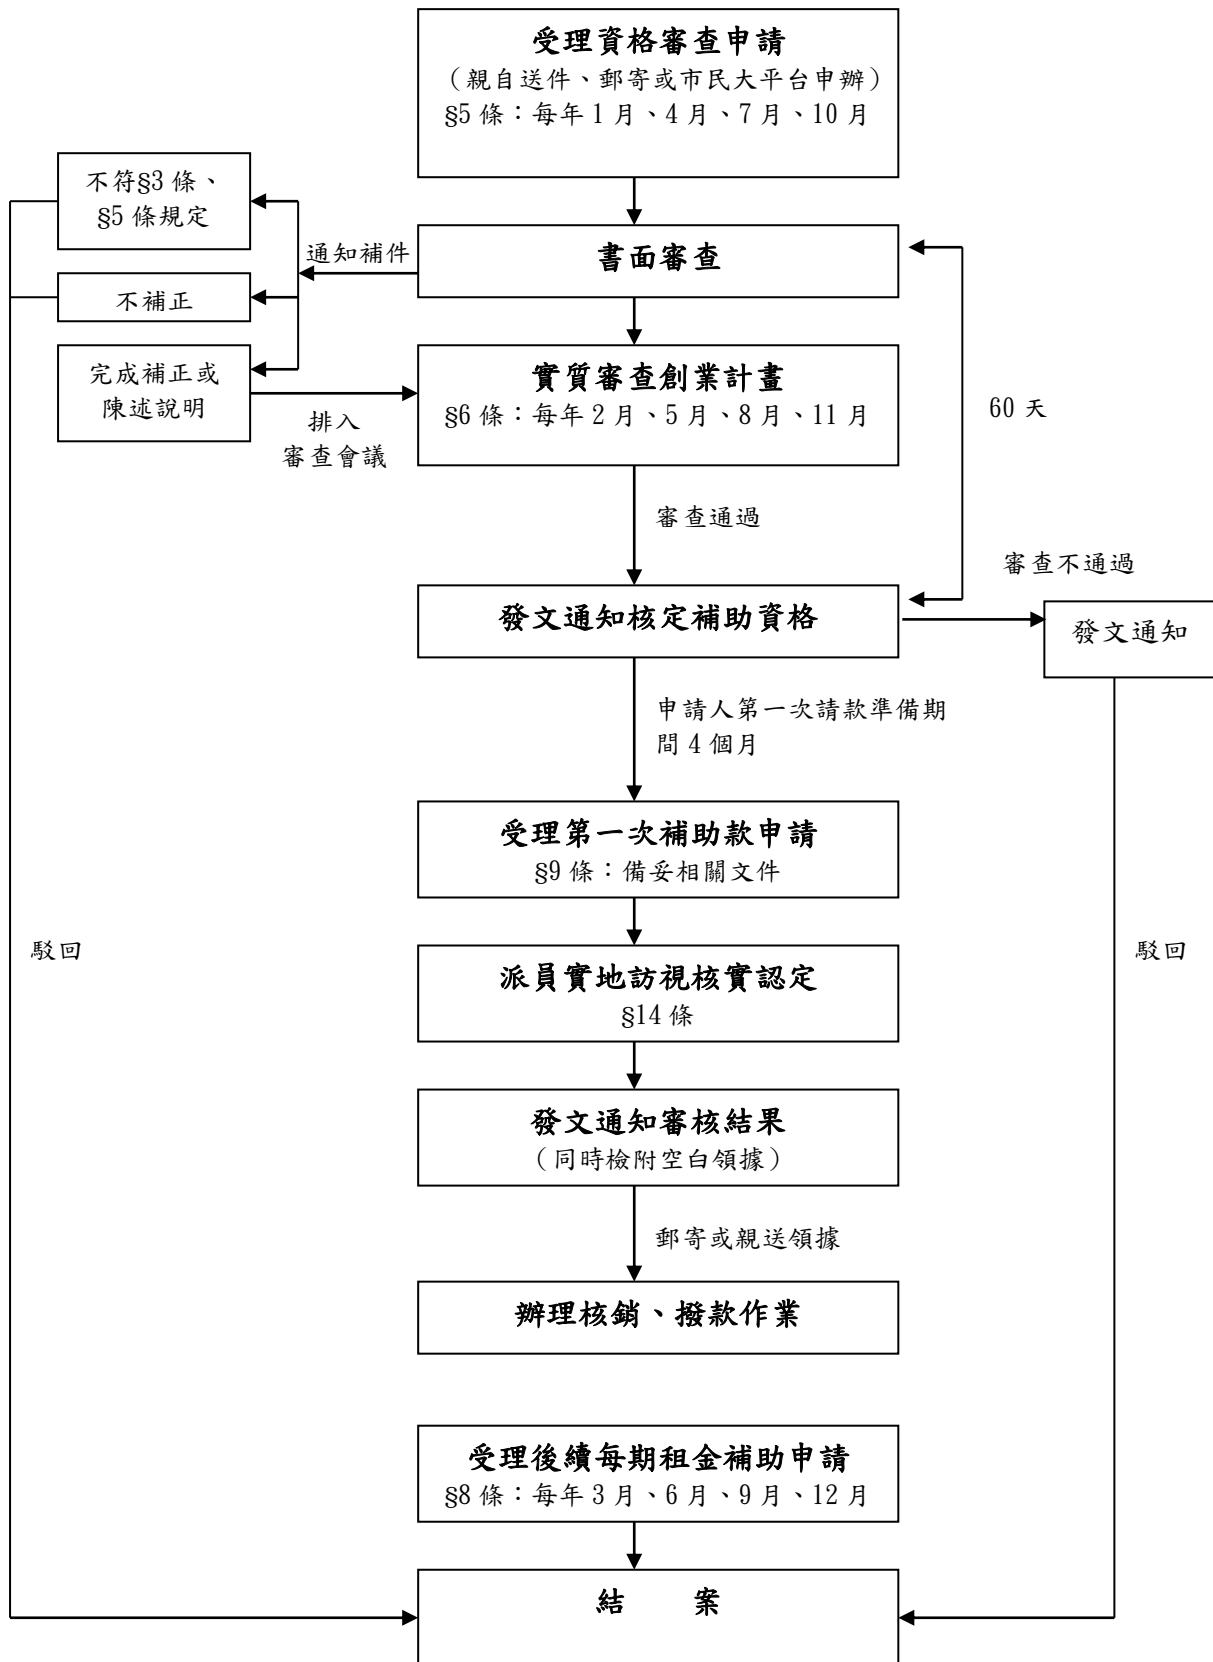 受理資格審查申請
（親自送件、郵寄或市民大平台申辦）
§5 條：每年 1 月、4 月、7 月、10 月
不符§3 條、
§5 條規定
通知補件
書面審查
不補正
完成補正或
陳述說明
排入
審查會議
實質審查創業計畫
§6 條：每年 2 月、5 月、8 月、11 月
60 天
審查通過
審查不通過
發文通知核定補助資格
發文通知
申請人第一次請款準備期
間 4 個月
受理第一次補助款申請
§9 條：備妥相關文件
駁回
駁回
派員實地訪視核實認定
§14 條
發文通知審核結果
（同時檢附空白領據）
郵寄或親送領據
辦理核銷、撥款作業
受理後續每期租金補助申請
§8 條：每年 3 月、6 月、9 月、12 月
結 案